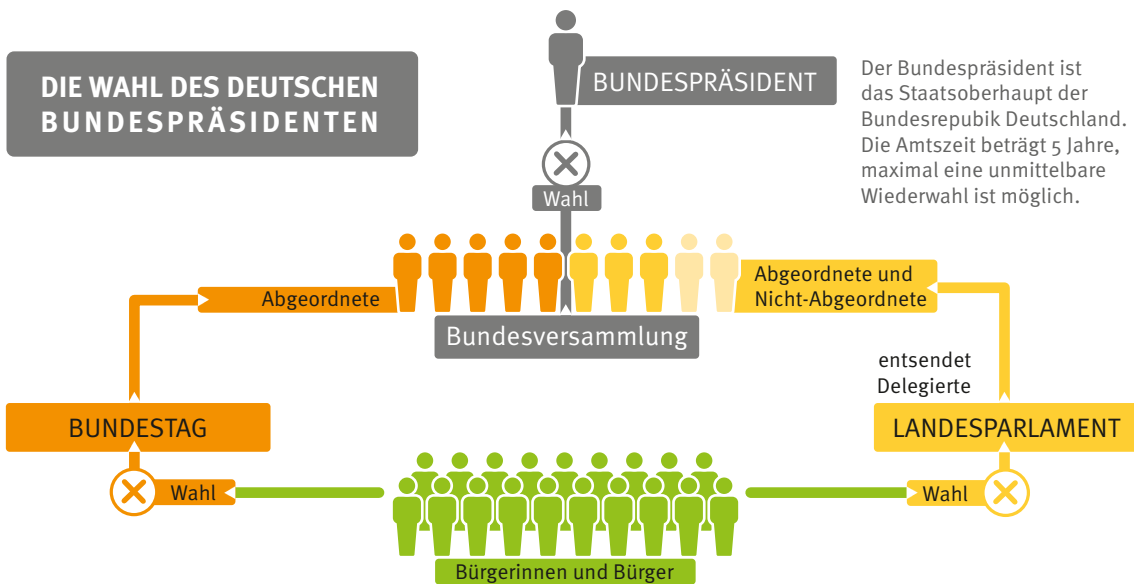 DIE WAHL DES DEUTSCHEN
BUNDESPRÄSIDENTEN
BUNDESPRÄSIDENT
Der Bundespräsident ist
das Staatsoberhaupt der
Bundesrepubik Deutschland.
Die Amtszeit beträgt 5 Jahre,
maximal eine unmittelbare
Wiederwahl ist möglich.
Wahl
Abgeordnete
Abgeordnete und
Nicht-Abgeordnete
Bundesversammlung
entsendet
Delegierte
BUNDESTAG
LANDESPARLAMENT
Wahl
Wahl
Bürgerinnen und Bürger